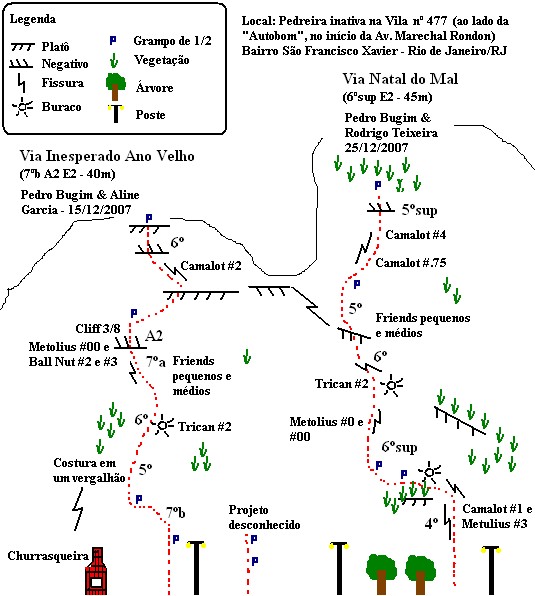 Legenda
Platô
Negativo
Fissura
Buraco
Grampo de 1/2
Vegetação
Árvore
Poste
Local: Pedreira inativa na Vila nº 477 (ao lado da
"Autobom", no início da Av. Marechal Rondon)
Bairro São Francisco Xavier - Rio de Janeiro/RJ
Via Natal do Mal
(6ºsup E2 - 45m)
Pedro Bugim &
Rodrigo Teixeira
25/12/2007
Via Inesperado Ano Velho
(7ºb A2 E2 - 40m)
Pedro Bugim & Aline
Garcia - 15/12/2007
6º
Camalot #2
Cliff 3/8
A2
Metolius #00 e
Ball Nut #2 e #3
7ºa
Friends
pequenos e
médios
6º
Trican #2
Costura em
um vergalhão
5º
7ºb
Churrasqueira
Projeto
desconhecido
5ºsup
Camalot #4
Camalot #.75
5º
Friends pequenos
e médios
6º
Trican #2
Metolius #0 e
#00
6ºsup
Camalot #1 e
Metulius #3
4º